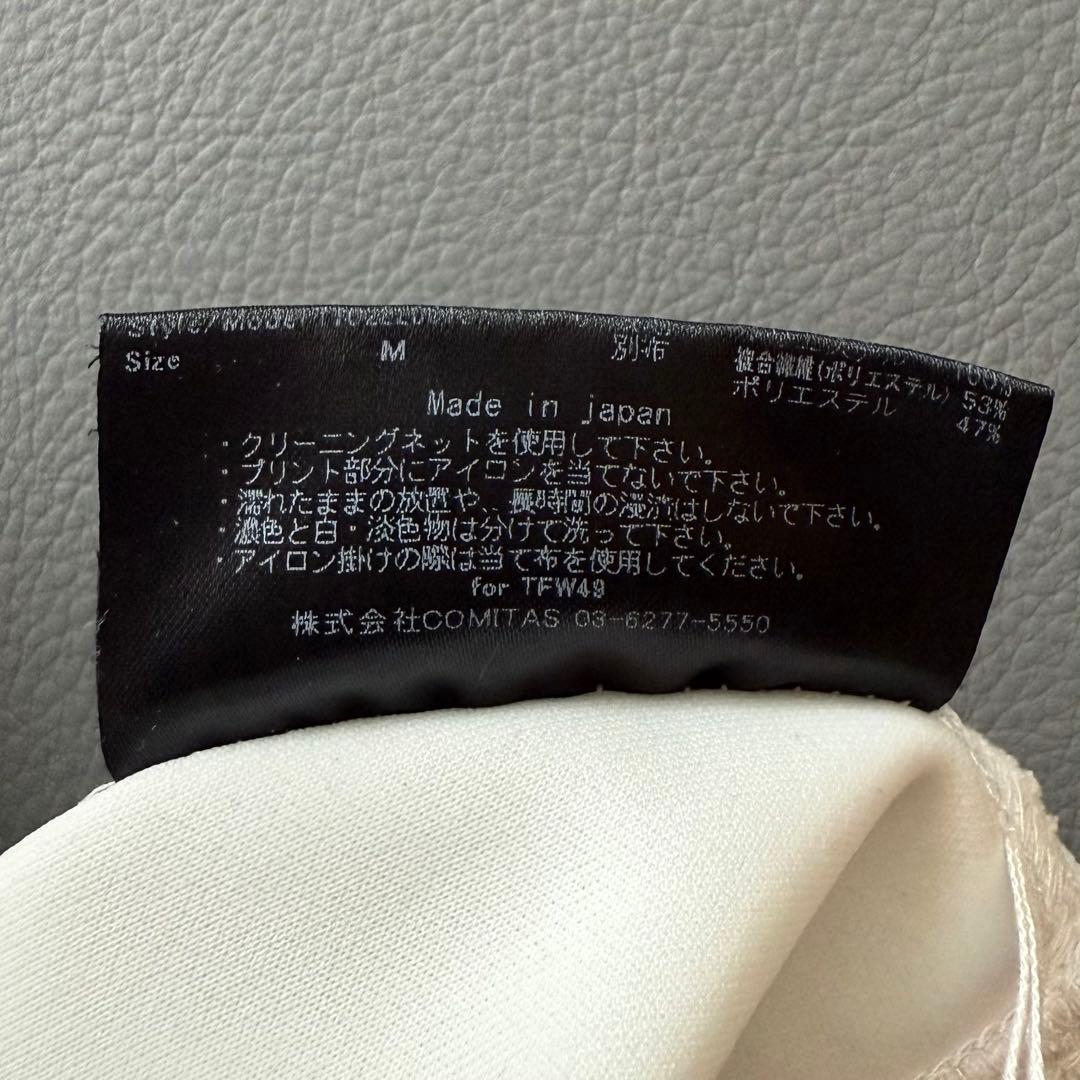 Style/Mode
Size M 別布 複合繊維(ポリエステル) 53%
ポリエステル 47%
Made in japan
・クリーニングネットを使用して下さい。
・プリント部分にアイロンを当てないで下さい。
・濡れたままの放置や、長時間の浸漬はしないで下さい。
・濃色と白・淡色物は分けて洗って下さい。
・アイロン掛けの際は当て布を使用してください。
for TFW49
株式会社COMITAS 03-6277-5550